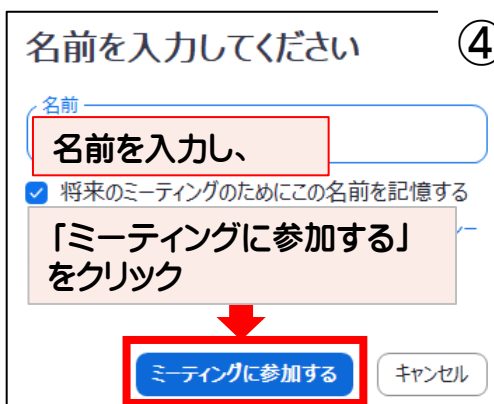 名前を入力してください
④
名前
名前を入力し、
将来のミーティングのためにこの名前を記憶する
「ミーティングに参加する」
をクリック
ミーティングに参加する
キャンセル